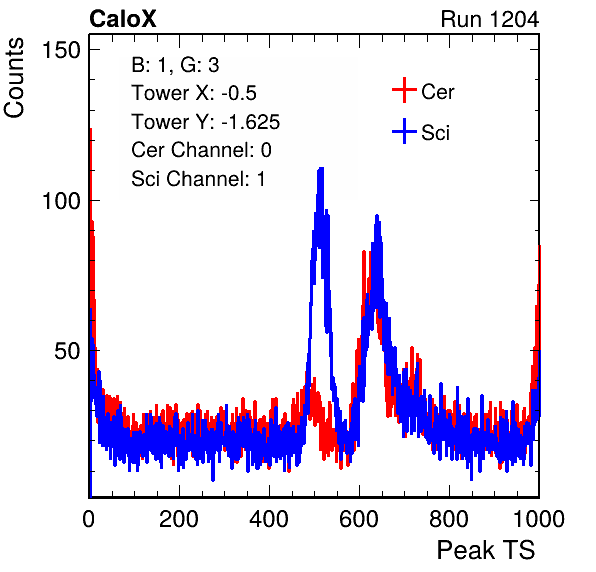 CaloX Run 1204
Counts
150
100
50
B: 1, G: 3
Tower X: -0.5
Tower Y: -1.625
Cer Channel: 0
Sci Channel: 1
Cer
Sci
0 200 400 600 800 1000
Peak TS